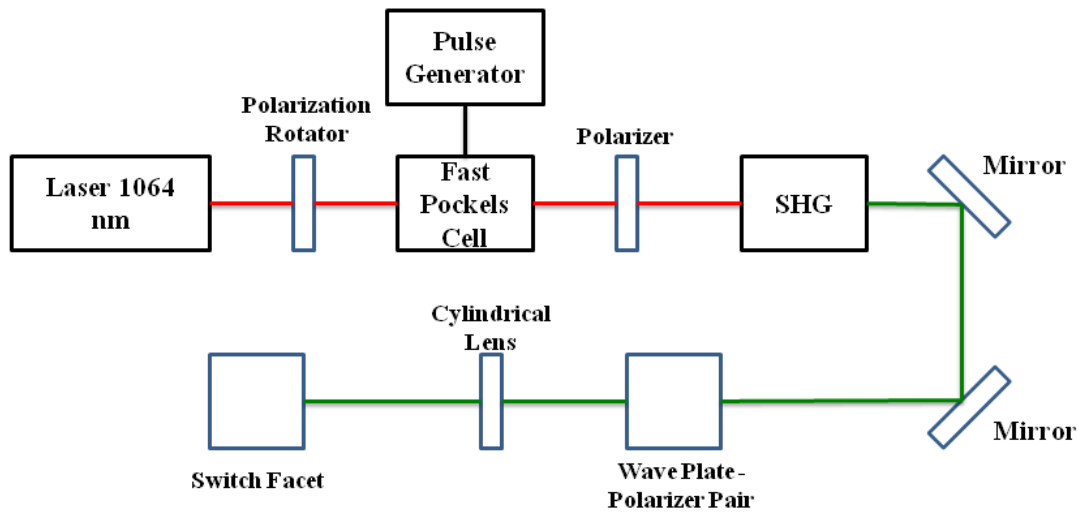 Pulse
Generator
Polarization
Rotator
Polarizer
Mirror
Laser 1064
nm
Fast
Pockels
Cell
SHG
Cylindrical
Lens
Mirror
Switch Facet
Wave Plate -
Polarizer Pair